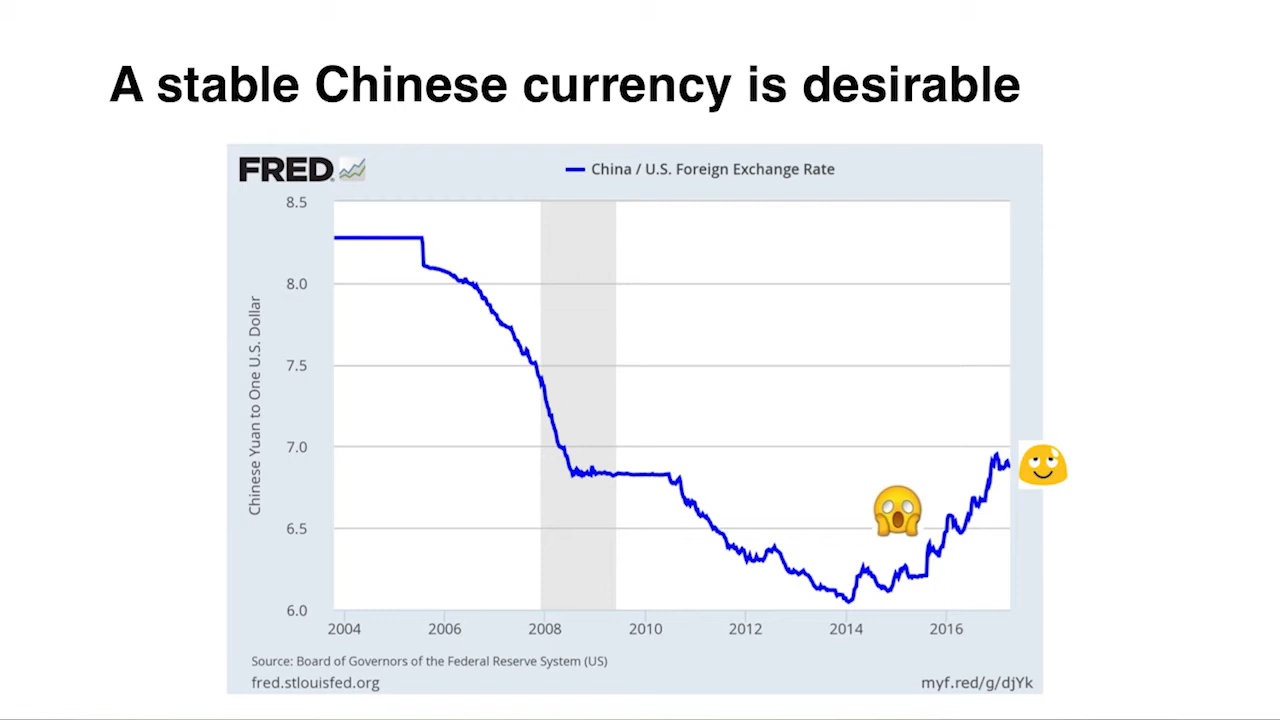 A stable Chinese currency is desirable
FRED
China / U.S. Foreign Exchange Rate
8.5
8.0
7.5
7.0
6.5
6.0
Chinese Yuan to One U.S. Dollar
2004 2006 2008 2010 2012 2014 2016
Source: Board of Governors of the Federal Reserve System (US)
fred.stlouisfed.org
myf.red/g/djYk